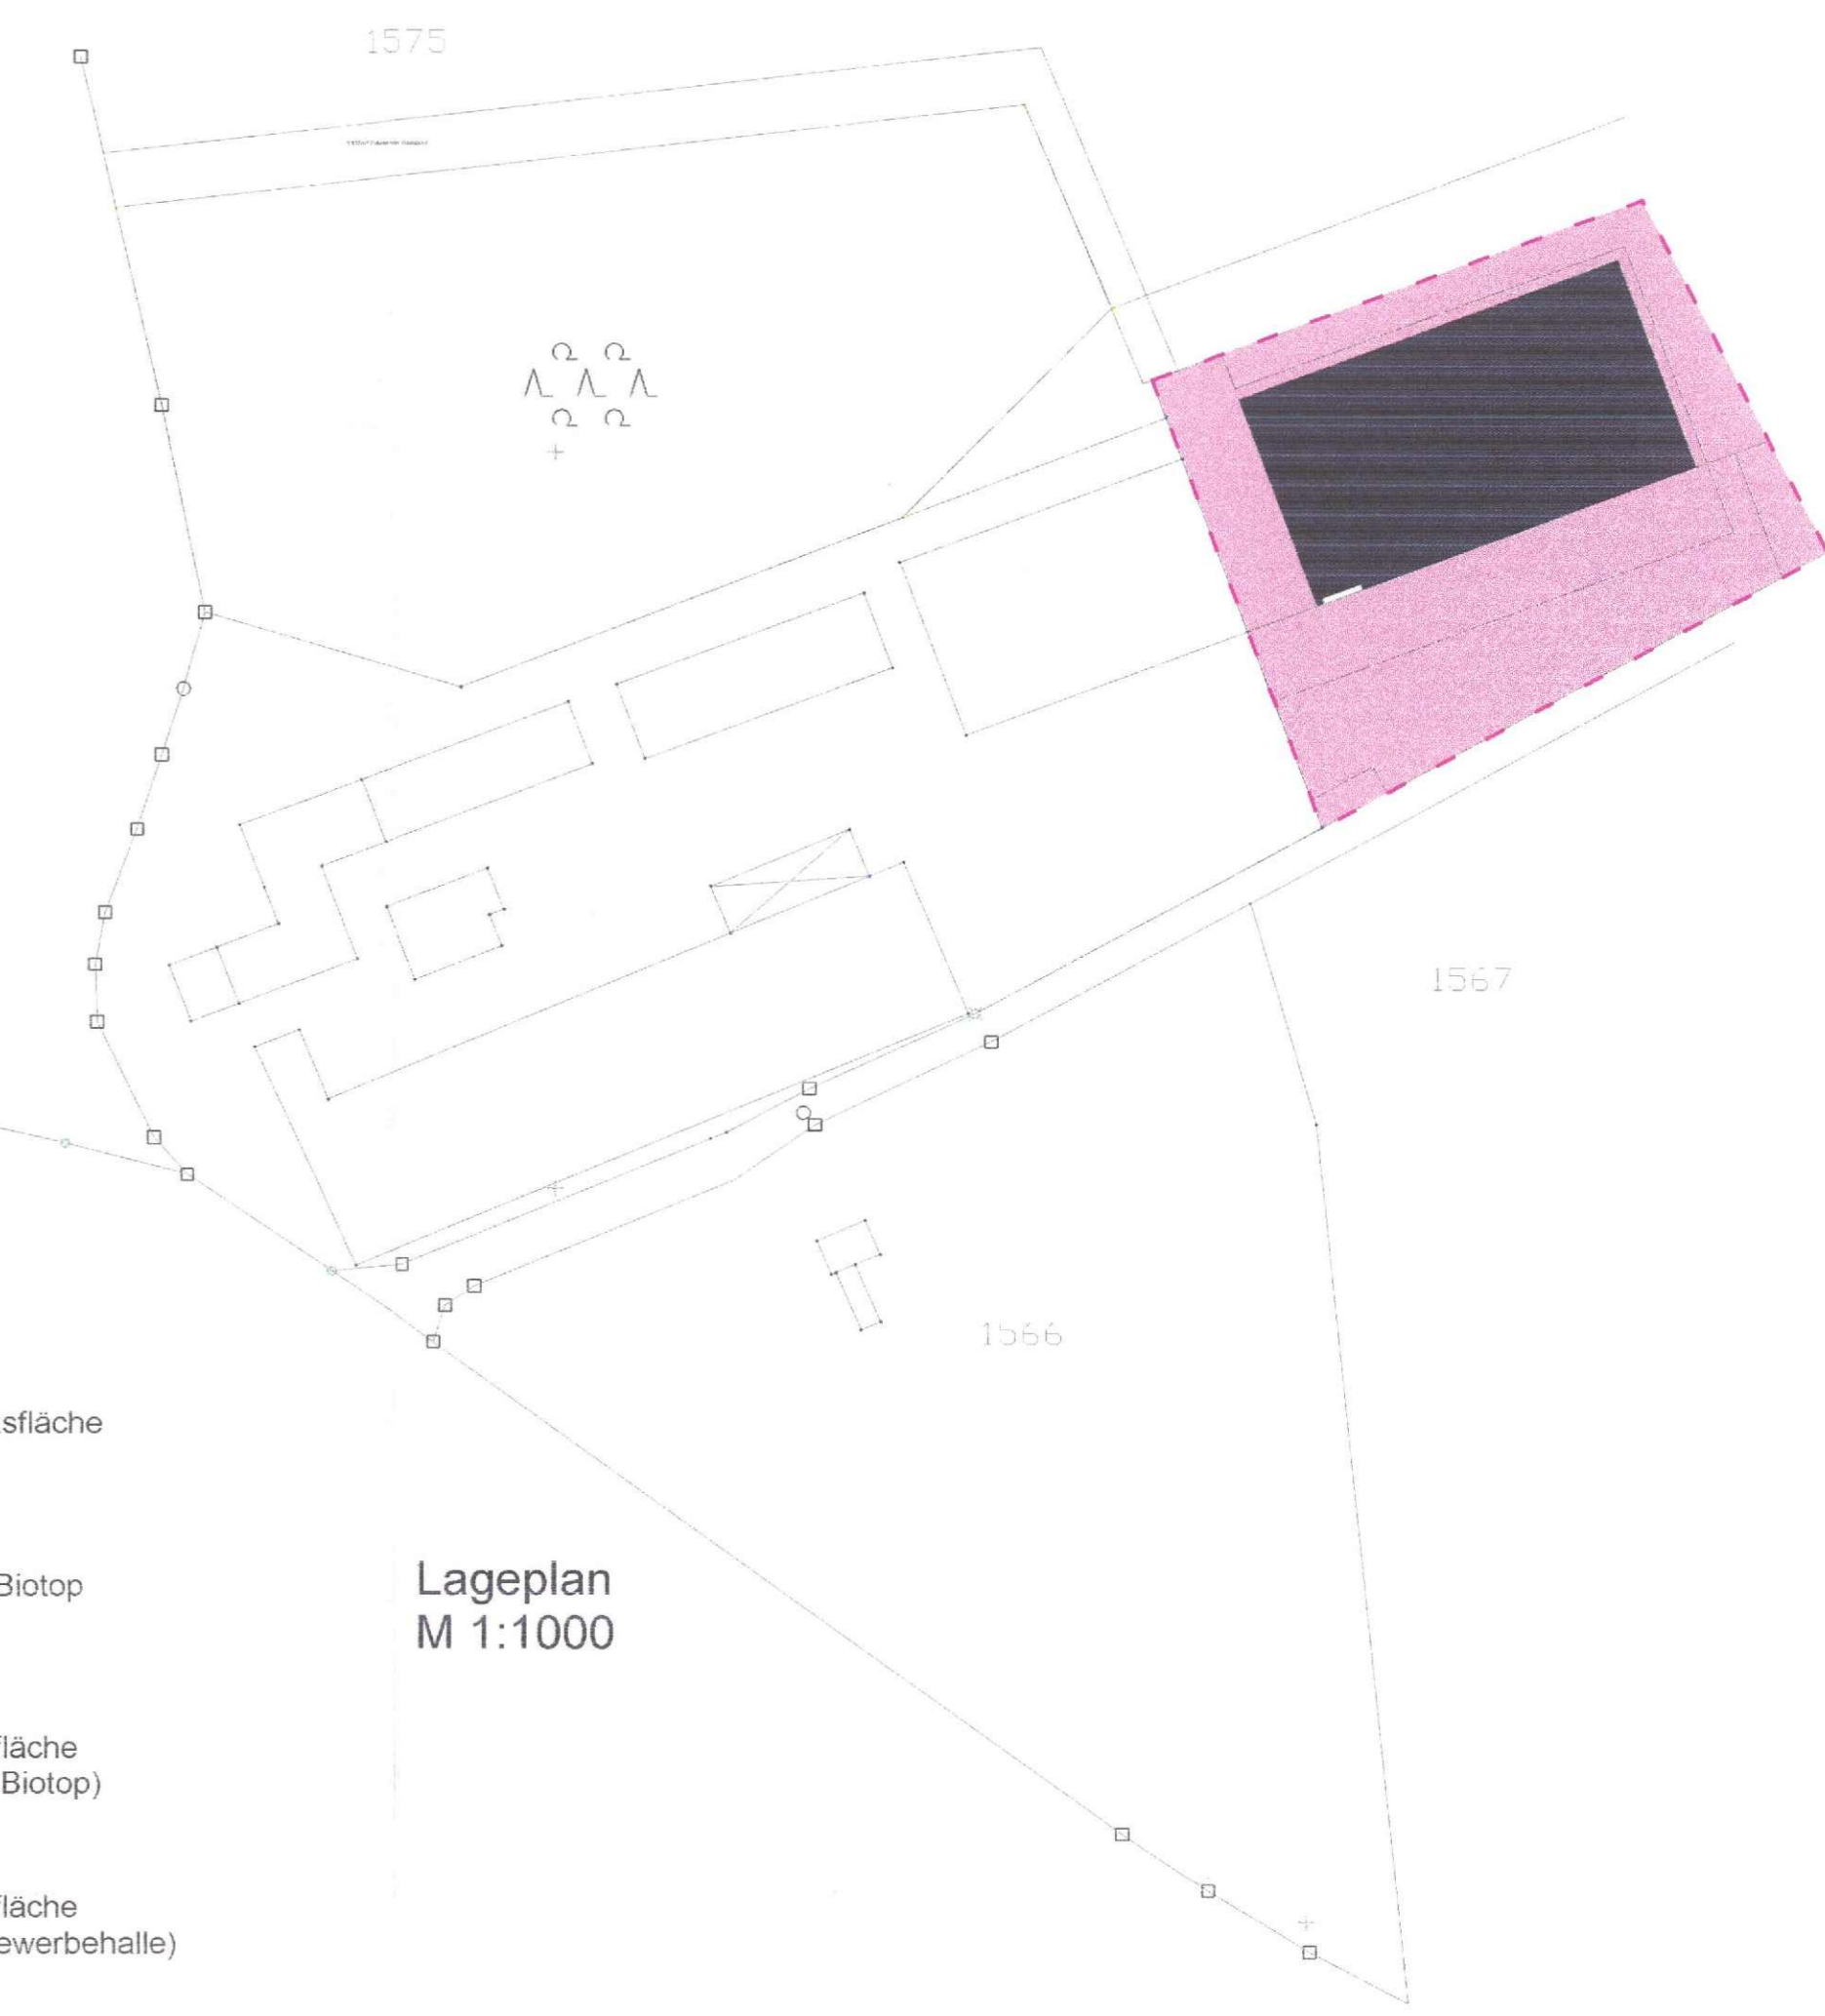 1575
1567
1566
sfläche
Biotop
Lageplan
M 1:1000
fläche
Biotop)
fläche
ewerbehalle)